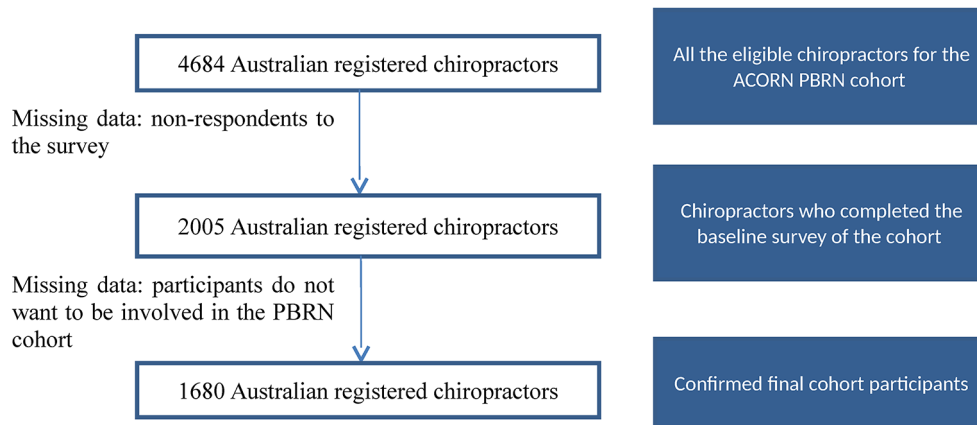 4684 Australian registered chiropractors
All the eligible chiropractors for the
ACORN PBRN cohort
Missing data: non-respondents to
the survey
2005 Australian registered chiropractors
Chiropractors who completed the
baseline survey of the cohort
Missing data: participants do not
want to be involved in the PBRN
cohort
1680 Australian registered chiropractors
Confirmed final cohort participants